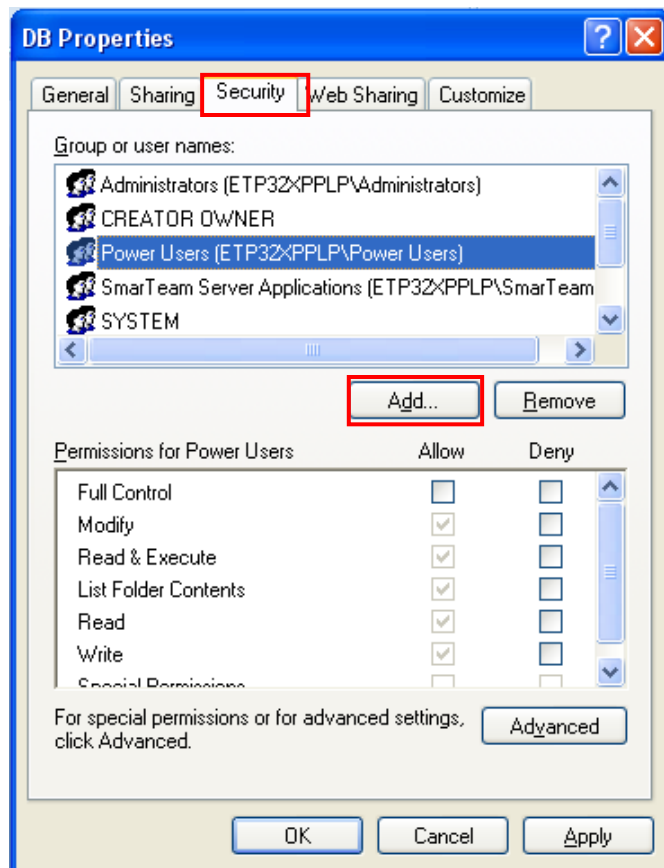 DB Properties
General Sharing Security Web Sharing Customize
Group or user names:
Administrators (ETP32XPPLP\Administrators)
CREATOR OWNER
Power Users (ETP32XPPLP\Power Users)
SmarTeam Server Applications (ETP32XPPLP\SmarTeam
SYSTEM
Add... Remove
Permissions for Power Users Allow Deny
Full Control
Modify
Read & Execute
List Folder Contents
Read
Write
Special Permissions
For special permissions or for advanced settings, Advanced
click Advanced.
OK Cancel Apply